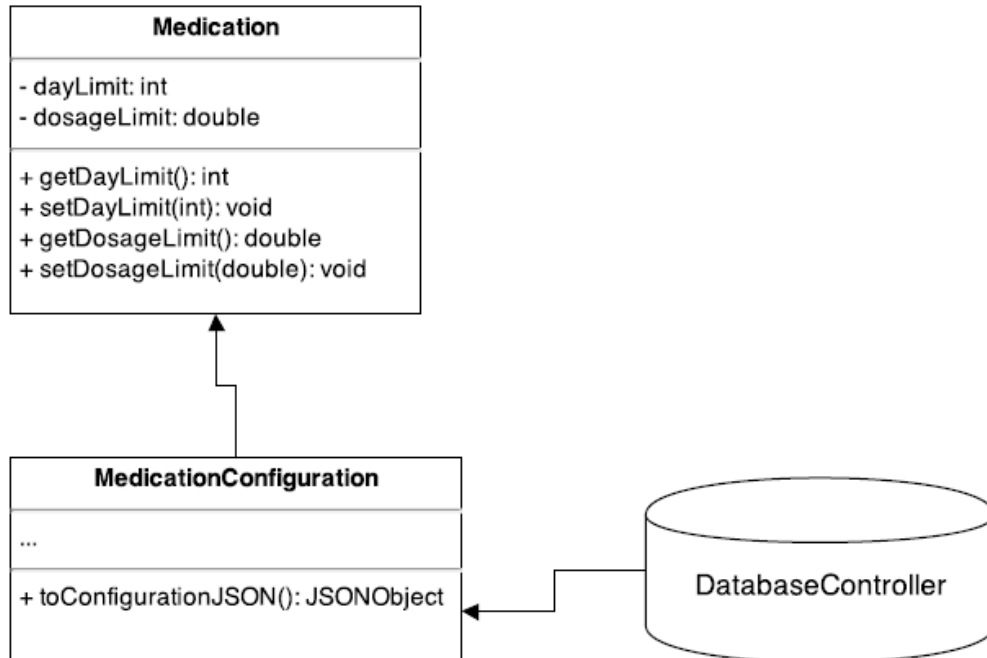 Medication
- dayLimit: int
- dosageLimit: double
+ getDayLimit(): int
+ setDayLimit(int): void
+ getDosageLimit(): double
+ setDosageLimit(double): void
MedicationConfiguration
...
+ toConfigurationJSON(): JSONObject
DatabaseController